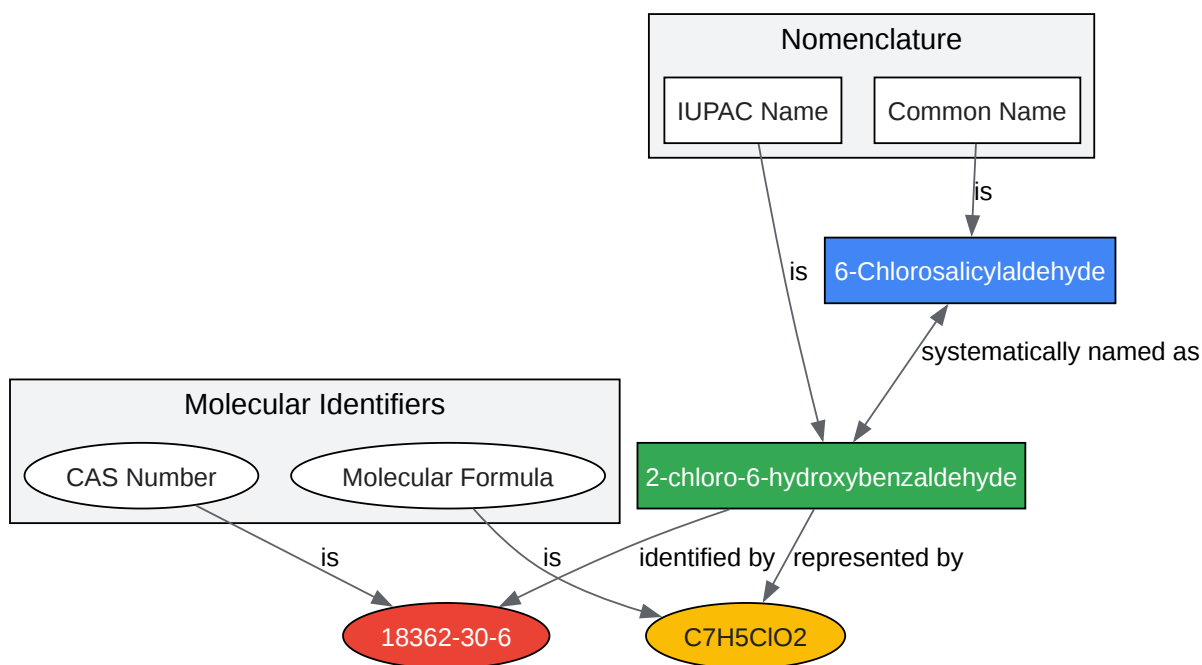 Nomenclature
IUPAC Name
Common Name
is
6-Chlorosalicylaldehyde
is
systematically named as
Molecular Identifiers
CAS Number
Molecular Formula
2-chloro-6-hydroxybenzaldehyde
is
is
identified by
represented by
18362-30-6
C7H5ClO2